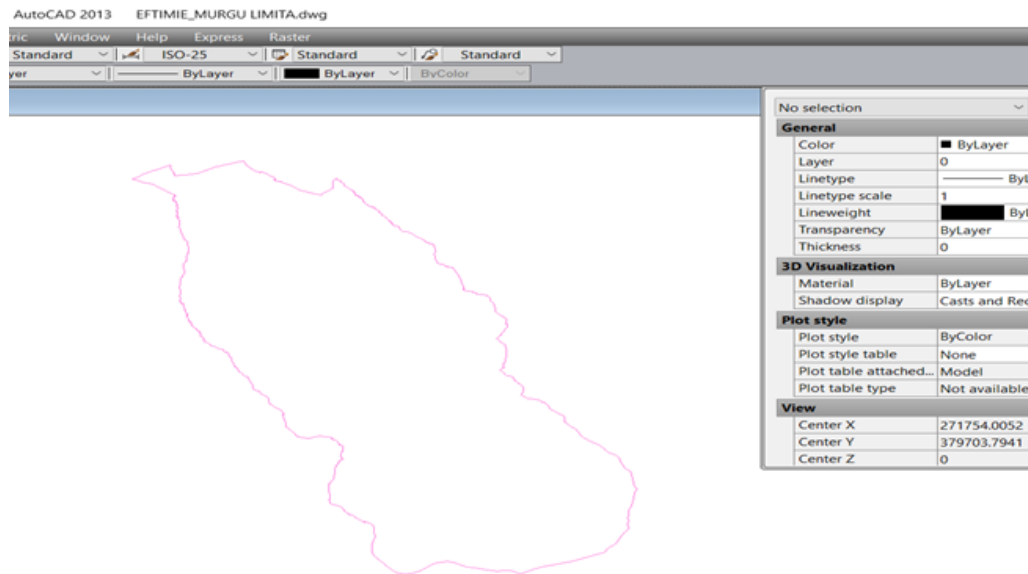 AutoCAD 2013 EFTIMIE_MURGU LIMITA.dwg
ric Window Help Express Raster
Standard ISO-25 Standard Standard
yer ByLayer ByLayer ByColor
No selection
General
Color ByLayer
Layer 0
Linetype ByL
Linetype scale 1
Lineweight ByL
Transparency ByLayer
Thickness 0
3D Visualization
Material ByLayer
Shadow display Casts and Rec
Plot style
Plot style ByColor
Plot style table None
Plot table attached... Model
Plot table type Not available
View
Center X 271754.0052
Center Y 379703.7941
Center Z 0